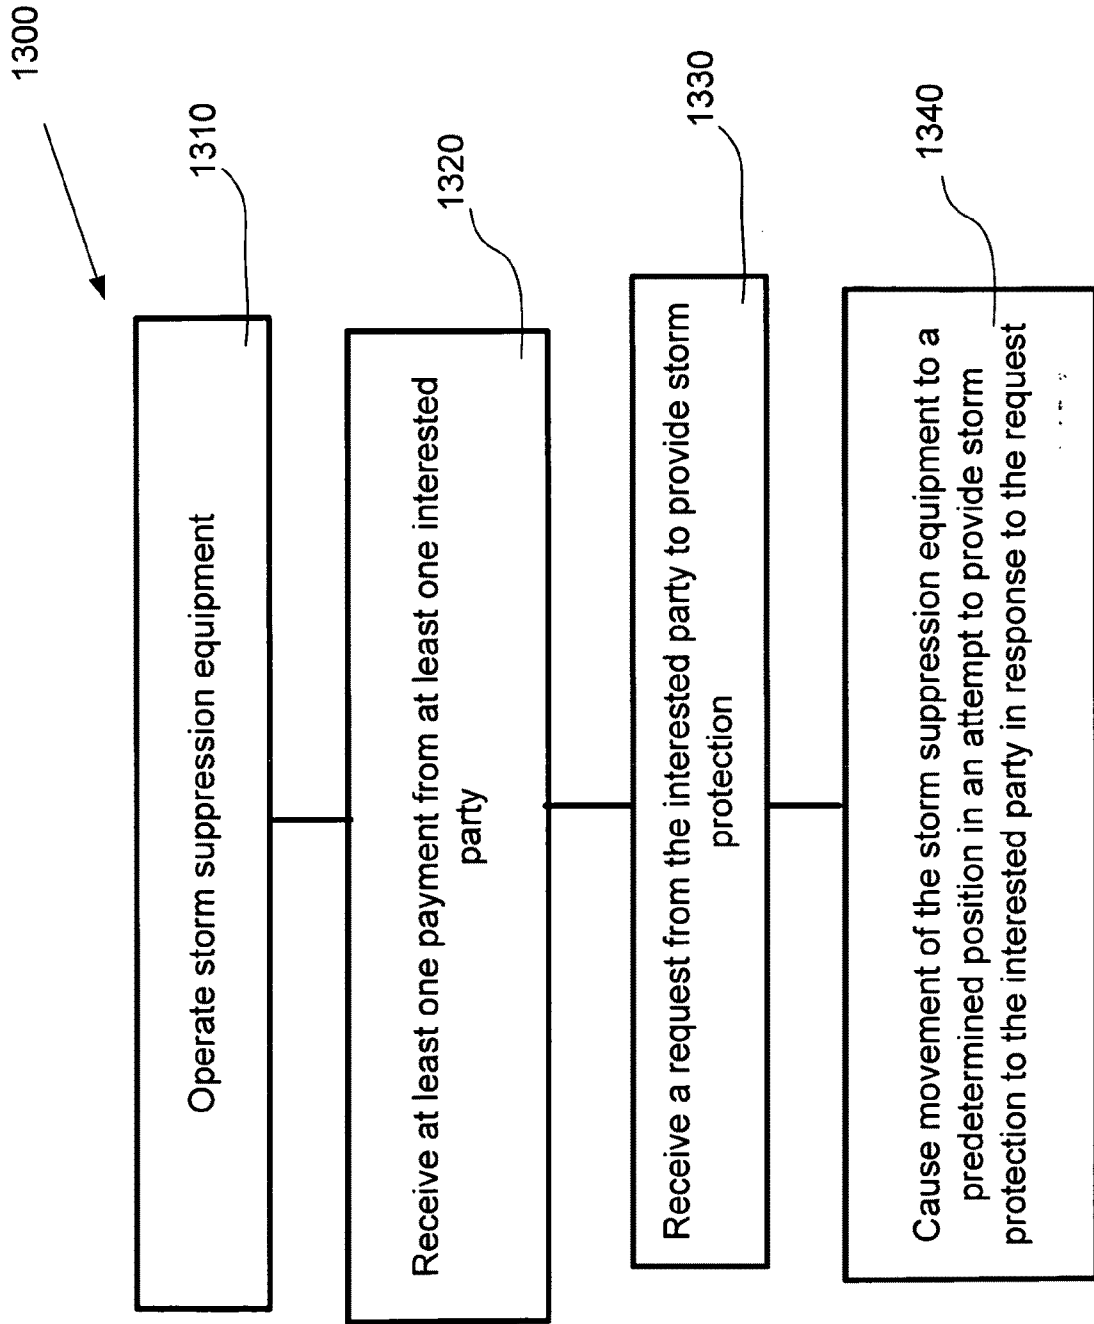 1300
Operate storm suppression equipment
1310
Receive at least one payment from at least one interested
party
1320
Receive a request from the interested party to provide storm
protection
1330
Cause movement of the storm suppression equipment to a
predetermined position in an attempt to provide storm
protection to the interested party in response to the request
1340